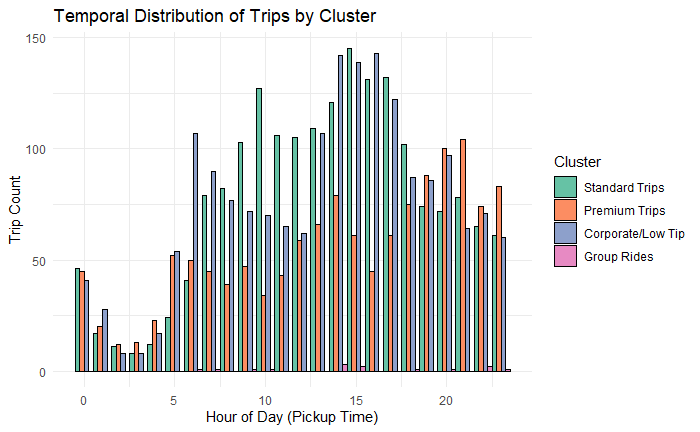 Temporal Distribution of Trips by Cluster
150
100
50
0
Trip Count
0 5 10 15 20
Hour of Day (Pickup Time)
Cluster
Standard Trips
Premium Trips
Corporate/Low Tip
Group Rides